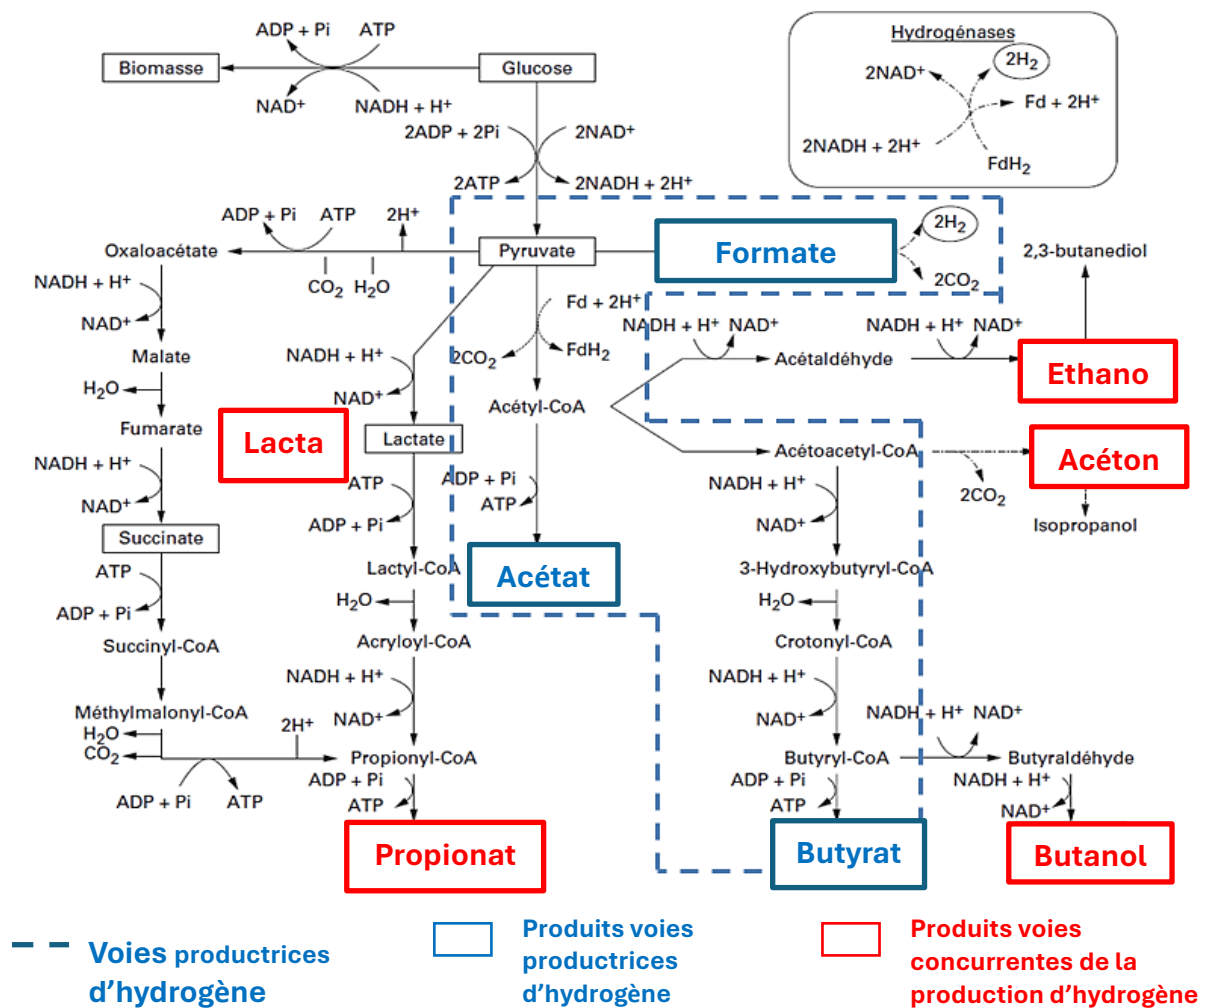 ADP + Pi
ATP
Biomasse
Glucose
NAD⁺
NADH + H⁺
Hydrogénases
2H₂
2NAD⁺
Fd + 2H⁺
2NADH + 2H⁺
FdH₂
2ADP + 2Pi
2NAD⁺
2ATP
2NADH + 2H⁺
ADP + Pi
ATP
2H⁺
Oxaloacétate
Pyruvate
Formate
2H₂
2CO₂
2,3-butanediol
CO₂
H₂O
NADH + H⁺
NAD⁺
Fd + 2H⁺
2CO₂
FdH₂
NADH + H⁺
NAD⁺
NADH + H⁺
NAD⁺
Malate
NADH + H⁺
NAD⁺
Acétaldéhyde
Ethano
H₂O
Acétyl-CoA
Fumarate
Lacta
Lactate
Acétoacetyl-CoA
2CO₂
Acéton
Isopropanol
NADH + H⁺
NAD⁺
ATP
ADP + Pi
ADP + Pi
ATP
NADH + H⁺
NAD⁺
Succinate
Lactyl-CoA
Acétat
3-Hydroxybutyryl-CoA
ATP
ADP + Pi
H₂O
H₂O
Succinyl-CoA
Acryloyl-CoA
Crotonyl-CoA
NADH + H⁺
NAD⁺
NADH + H⁺
NAD⁺
Méthylmalonyl-CoA
H₂O
CO₂
2H⁺
Propionyl-CoA
Butyryl-CoA
NADH + H⁺
NAD⁺
Butyraldéhyde
ADP + Pi
ATP
ADP + Pi
ATP
ADP + Pi
ATP
NADH + H⁺
NAD⁺
Propionat
Butyrat
Butanol
Voies productrices
d’hydrogène
Produits voies
productrices
d’hydrogène
Produits voies
concurrentes de la
production d’hydrogène